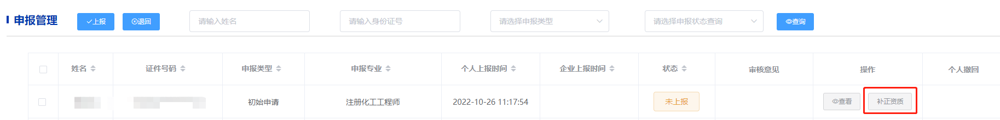 申报管理 上报 退回 请输入姓名 请输入身份证号 请选择申报类型 请选择申报状态查询 查询
姓名 证件号码 申报类型 申报专业 个人上报时间 企业上报时间 状态 审核意见 操作 个人撤回
初始申请 注册化工工程师 2022-10-26 11:17:54 未上报 查看 补正资质